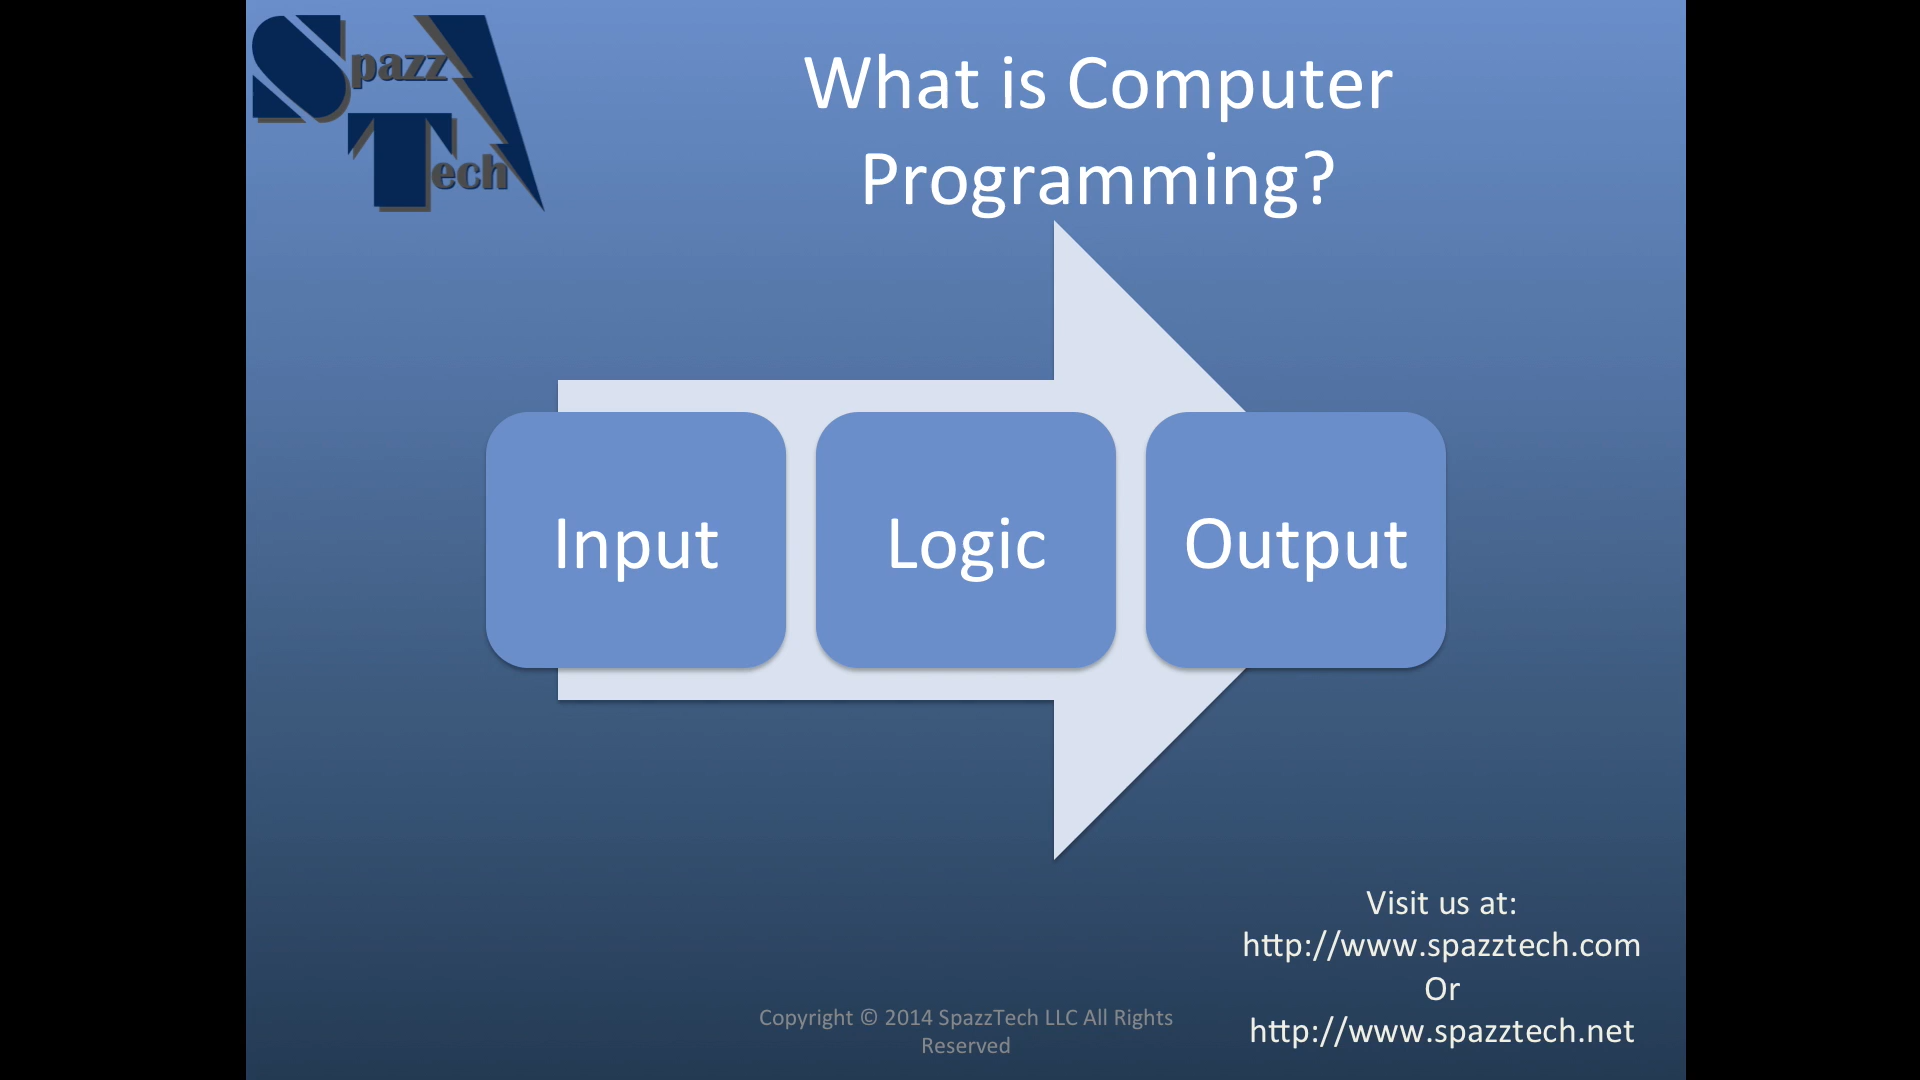 Spazz
Tech
What is Computer
Programming?
Input
Logic
Output
Visit us at:
http://www.spazztech.com
Or
http://www.spazztech.net
Copyright © 2014 SpazzTech LLC All Rights
Reserved